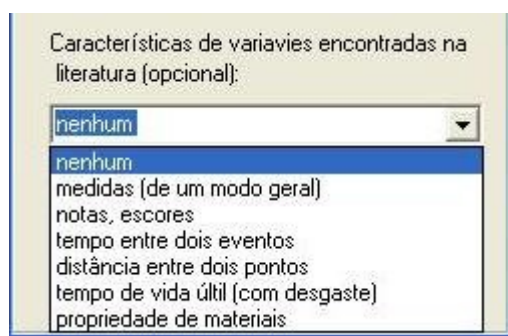 Características de variavies encontradas na
literatura (opcional):
nenhum
nenhum
medidas (de um modo geral)
notas, escores
tempo entre dois eventos
distância entre dois pontos
tempo de vida últil (com desgaste)
propriedade de materiais